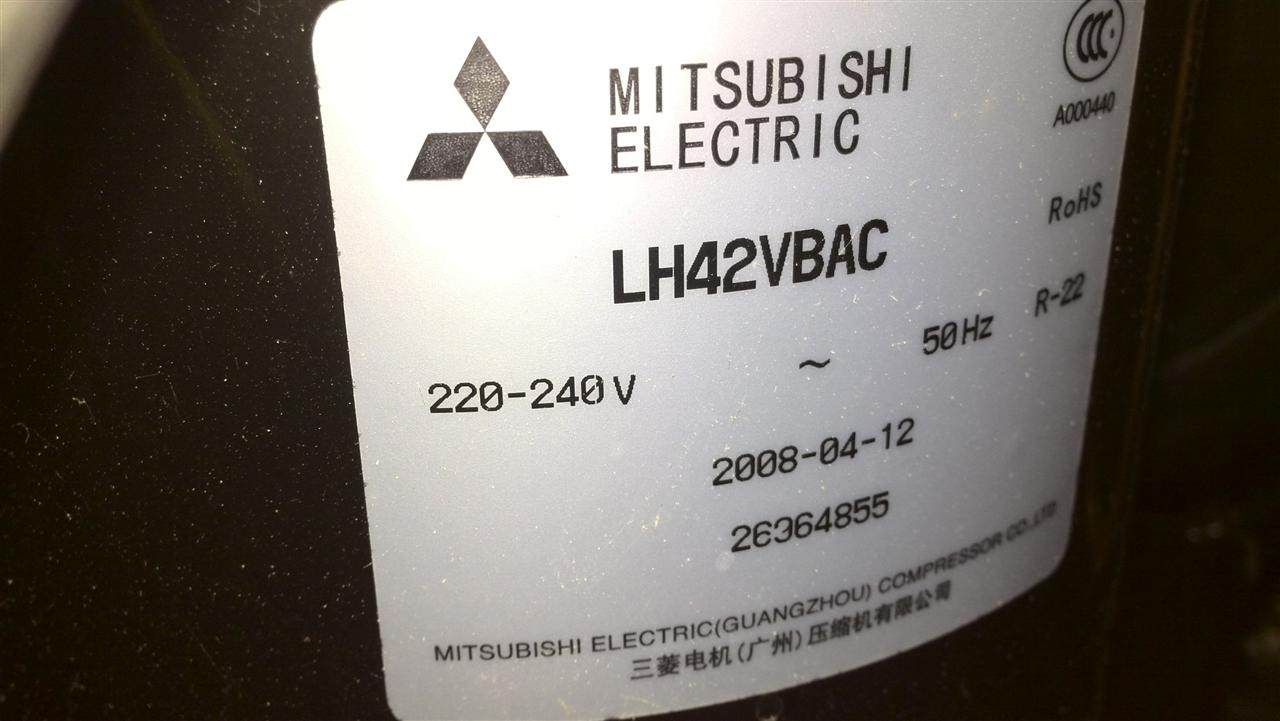 MITSUBISHI
ELECTRIC
CCC
A000440
LH42VBAC
RoHS
220-240V ~ 50Hz R-22
2008-04-12
26364855
MITSUBISHI ELECTRIC(GUANGZHOU) COMPRESSOR CO.,LTD
三菱电机(广州)压缩机有限公司